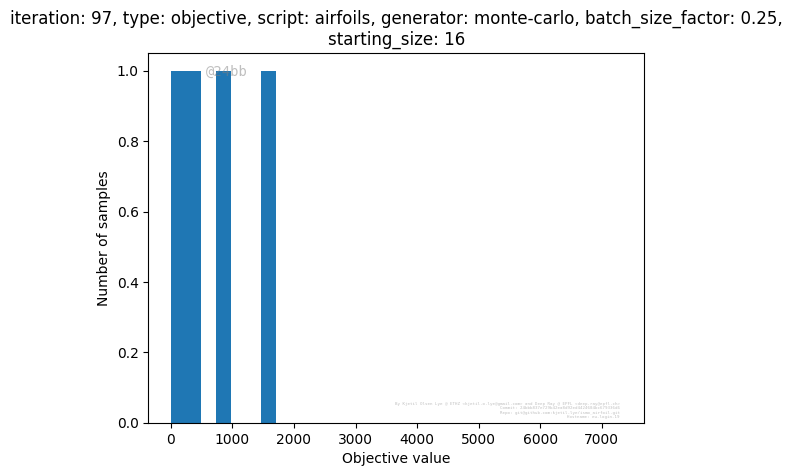 iteration: 97, type: objective, script: airfoils, generator: monte-carlo, batch_size_factor: 0.25,
starting_size: 16
1.0
0.8
0.6
0.4
0.2
0.0
Number of samples
0 1000 2000 3000 4000 5000 6000 7000
Objective value